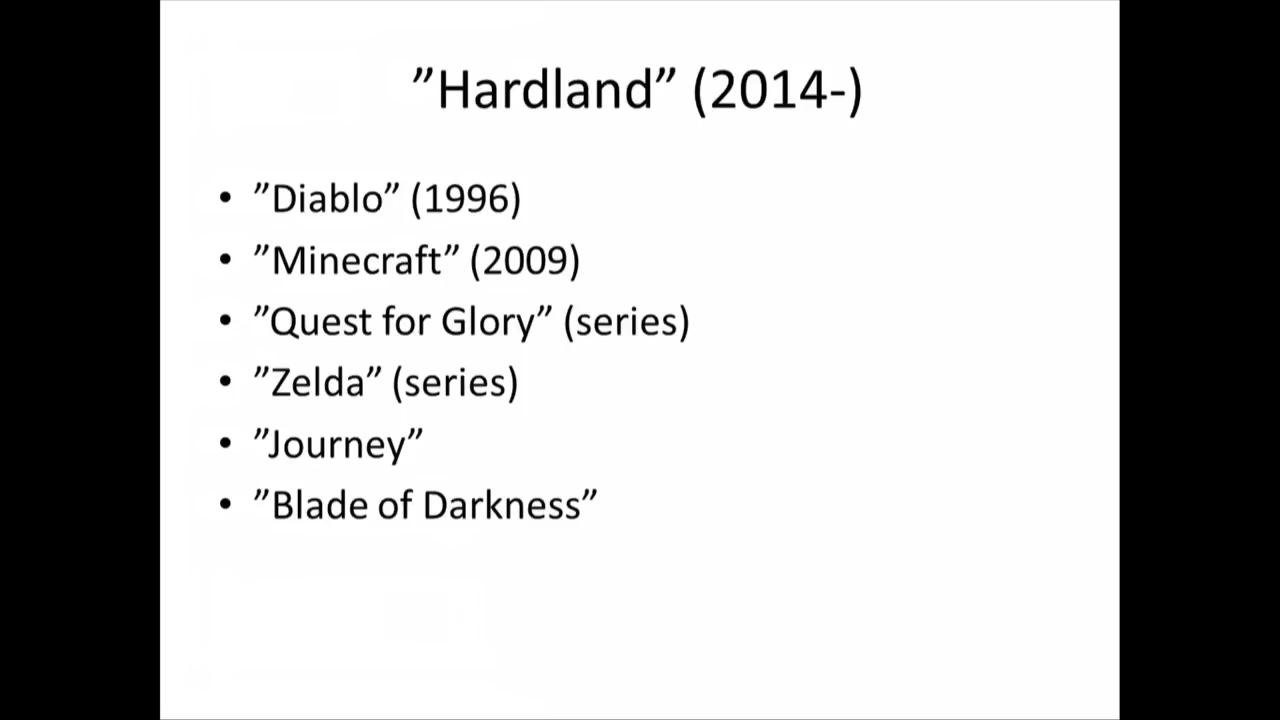 ”Hardland” (2014-)
• ”Diablo” (1996)
• ”Minecraft” (2009)
• ”Quest for Glory” (series)
• ”Zelda” (series)
• ”Journey”
• ”Blade of Darkness”